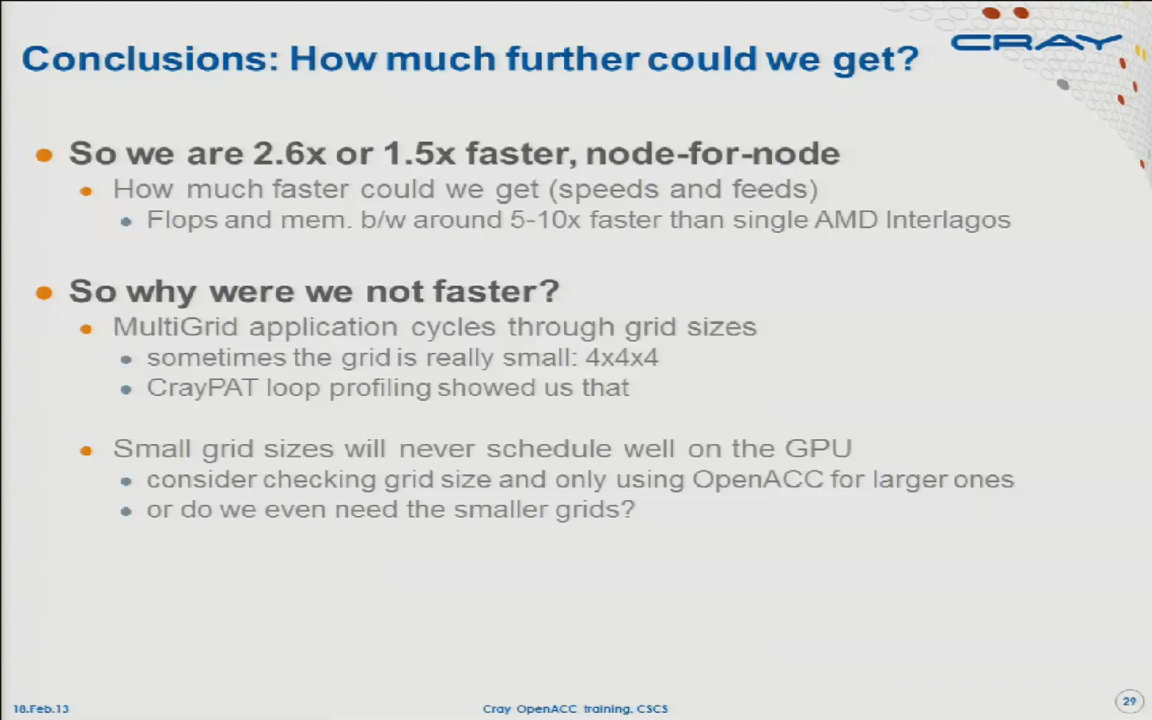 CRAY
Conclusions: How much further could we get?
So we are 2.6x or 1.5x faster, node-for-node
How much faster could we get (speeds and feeds)
Flops and mem. b/w around 5-10x faster than single AMD Interlagos
So why were we not faster?
MultiGrid application cycles through grid sizes
sometimes the grid is really small: 4x4x4
CrayPAT loop profiling showed us that
Small grid sizes will never schedule well on the GPU
consider checking grid size and only using OpenACC for larger ones
or do we even need the smaller grids?
18.Feb.13
Cray OpenACC training, CSCS
29